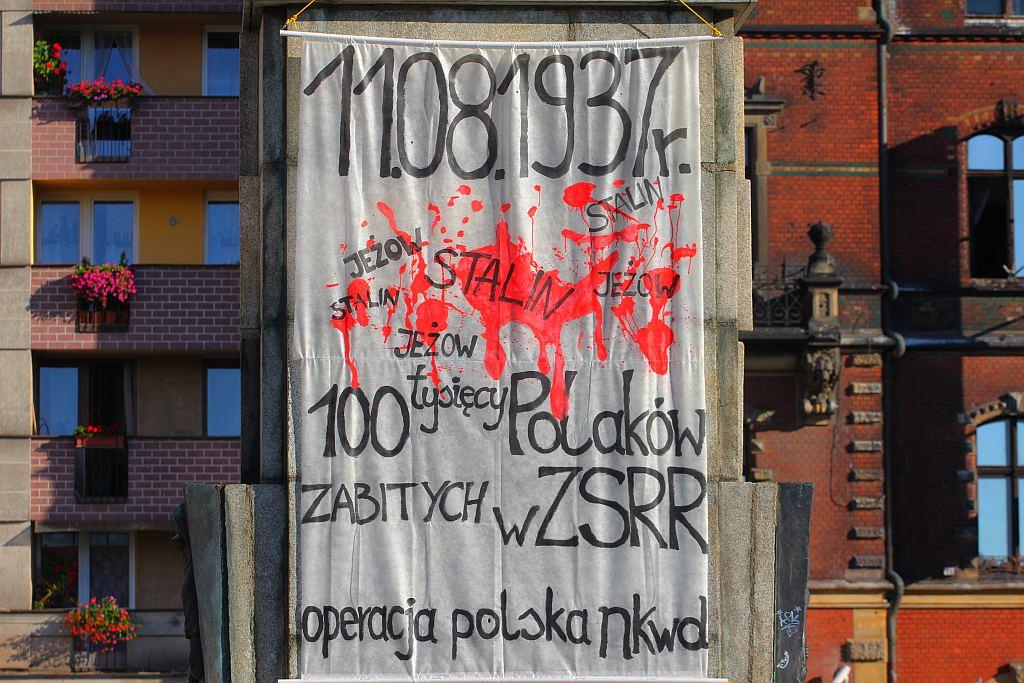 11.08.1937r.
STALIN
JEŻOW
STALIN
JEŻOW
STALIN
JEŻOW
100 tysięcy Polaków
ZABITYCH w ZSRR
operacja polska nkwd